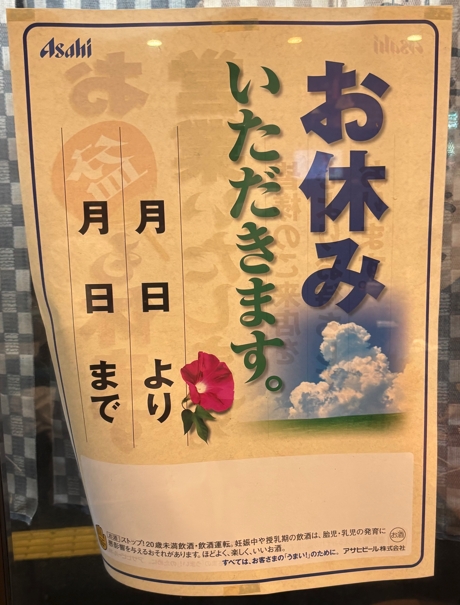 Asahi
お休み
いただきます。
月 日 より
月 日 まで
ストップ!20歳未満飲酒・飲酒運転。妊娠中や授乳期の飲酒は、胎児・乳児の発育に
悪影響を与えるおそれがあります。ほどよく、楽しく、いいお酒。
お酒
すべては、お客さまの「うまい!」のために。 アサヒビール株式会社